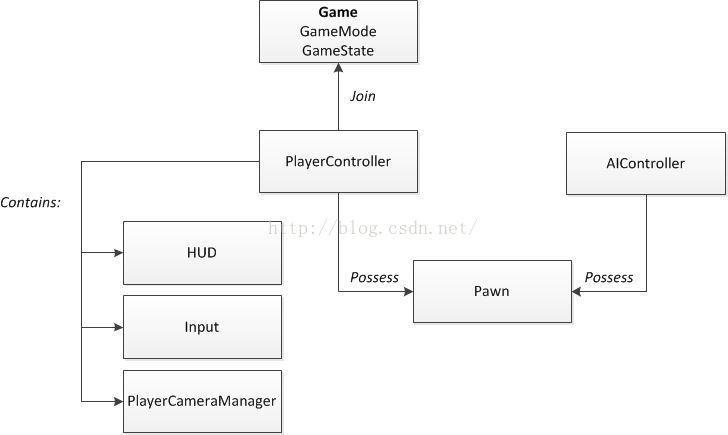 Game
GameMode
GameState
Join
PlayerController
AIController
Contains:
http://blog.csdn.net/
HUD
Possess
Pawn
Possess
Input
PlayerCameraManager